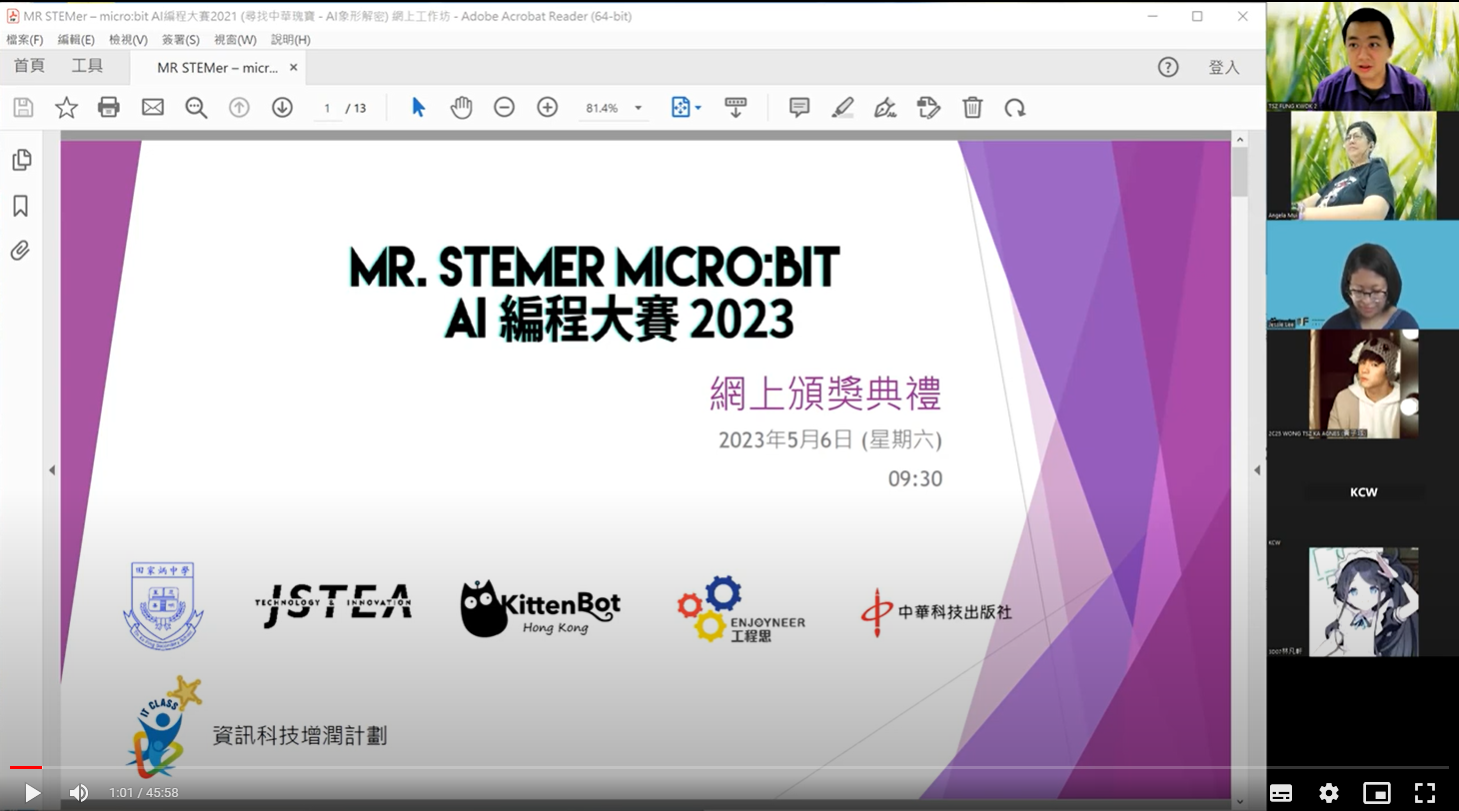 MR STEMer – micro:bit AI編程大賽2021 (尋找中華瑰寶 - AI象形解密) 網上工作坊 - Adobe Acrobat Reader (64-bit)
檔案(F) 編輯(E) 檢視(V) 簽署(S) 視窗(W) 說明(H)
首頁 工具 MR STEMer – micr... × ? 登入
1 / 13 81.4%
MR. STEMER MICRO:BIT
AI 編程大賽 2023
網上頒獎典禮
2023年5月6日 (星期六)
09:30
田家炳中學
JSTEA
TECHNOLOGY & INNOVATION
KittenBot
Hong Kong
ENJOYNEER
工程思
中華科技出版社
IT CLASS
資訊科技增潤計劃
TSZ FUNG KWOK 2
Angela Mui
Jessie Lee
2C25 WONG TSZ KA AGNES
KCW
KCW
1:01 / 45:58